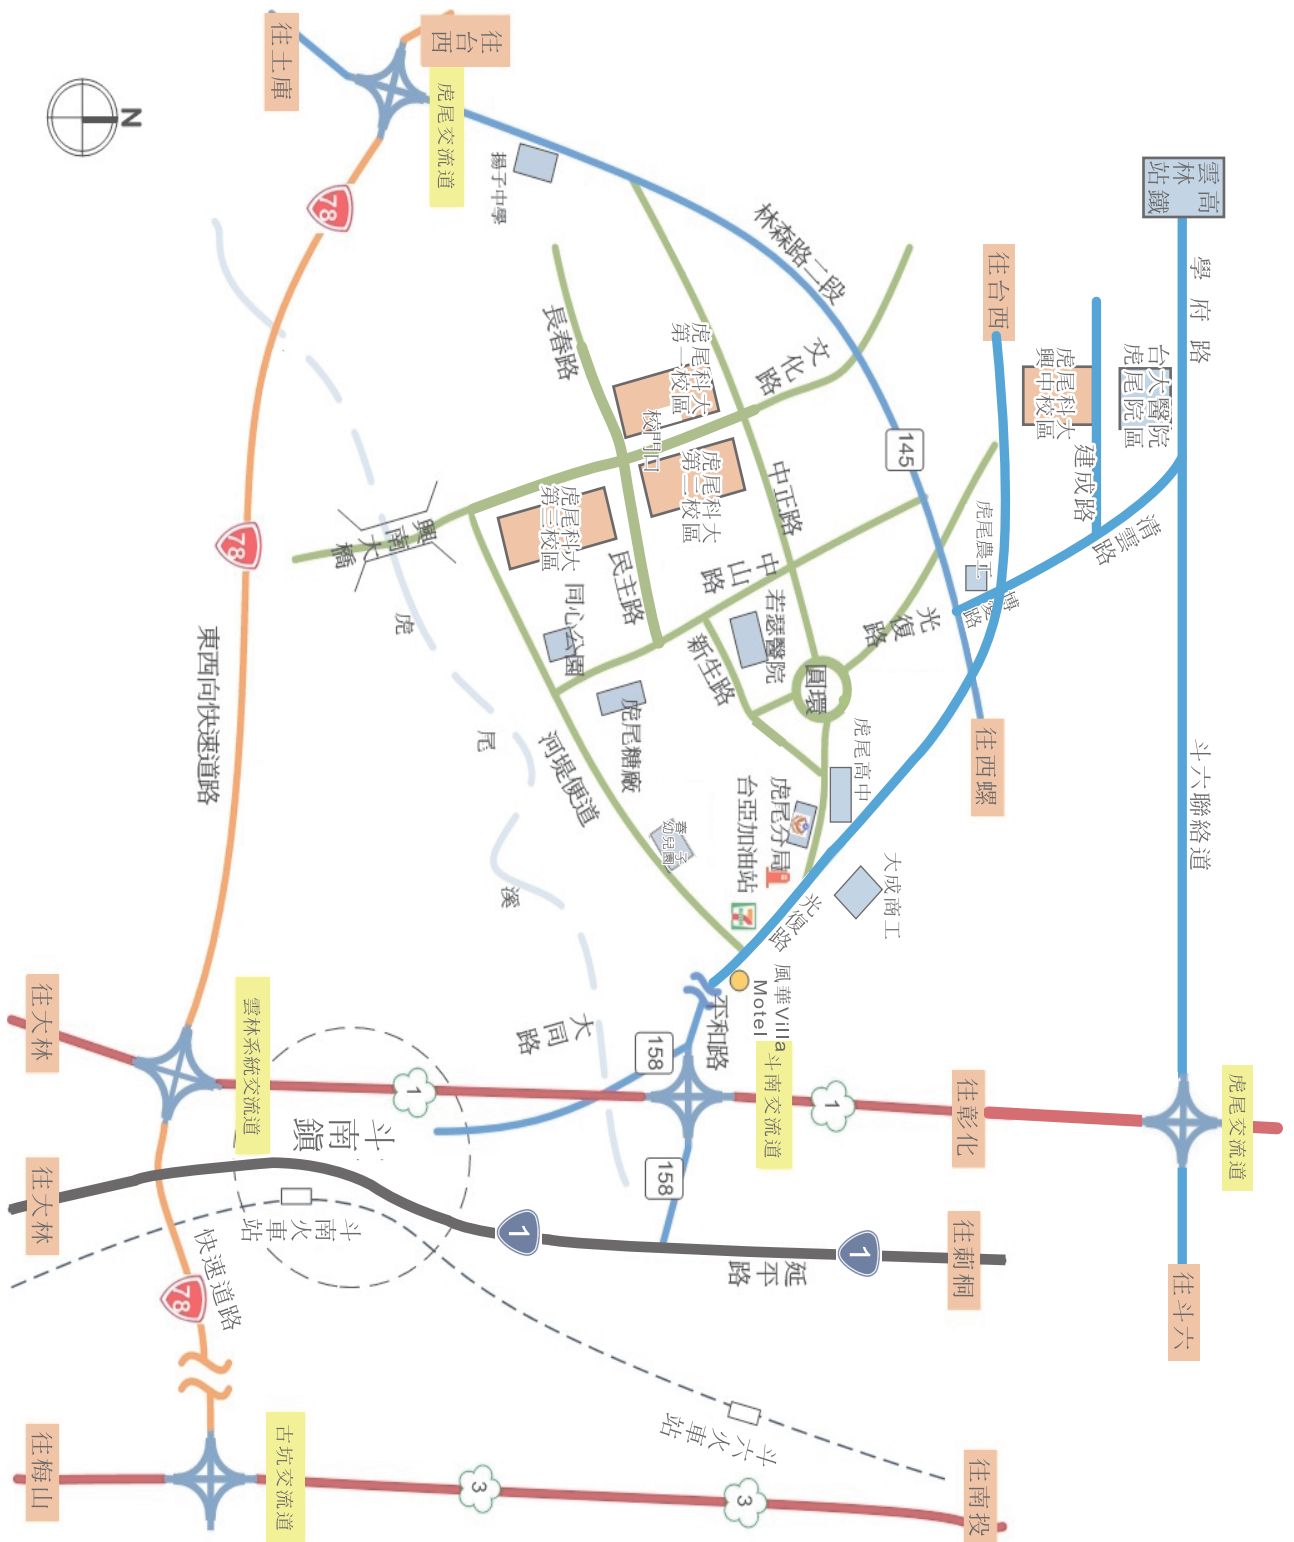 往土庫
往台西
虎尾交流道
N
揚子中學
78
林森路二段
高鐵
雲林站
學府路
往台西
台大醫院
虎尾院區
虎尾科大
興中校區
建成路
清雲路
文化路
長春路
虎尾科大
第一校區
校門口
虎尾科大
第二校區
虎尾科大
第三校區
145
中正路
虎尾農工
博愛路
光復路
中山路
民主路
同心公園
若瑟醫院
新生路
圓環
興南大橋
78
虎尾溪
東西向快速道路
虎尾糖廠
河堤便道
虎尾高中
往西螺
斗六聯絡道
虎尾分局
台亞加油站
7
大成商工
光復路
風華Villa
Motel
平和路
大同路
158
158
往大林
雲林系統交流道
1
斗南交流道
1
往彰化
虎尾交流道
斗南鎮
往大林
斗南火車站
快速道路
78
1
延平路
1
往莿桐
往斗六
斗六火車站
往梅山
古坑交流道
3
3
往南投